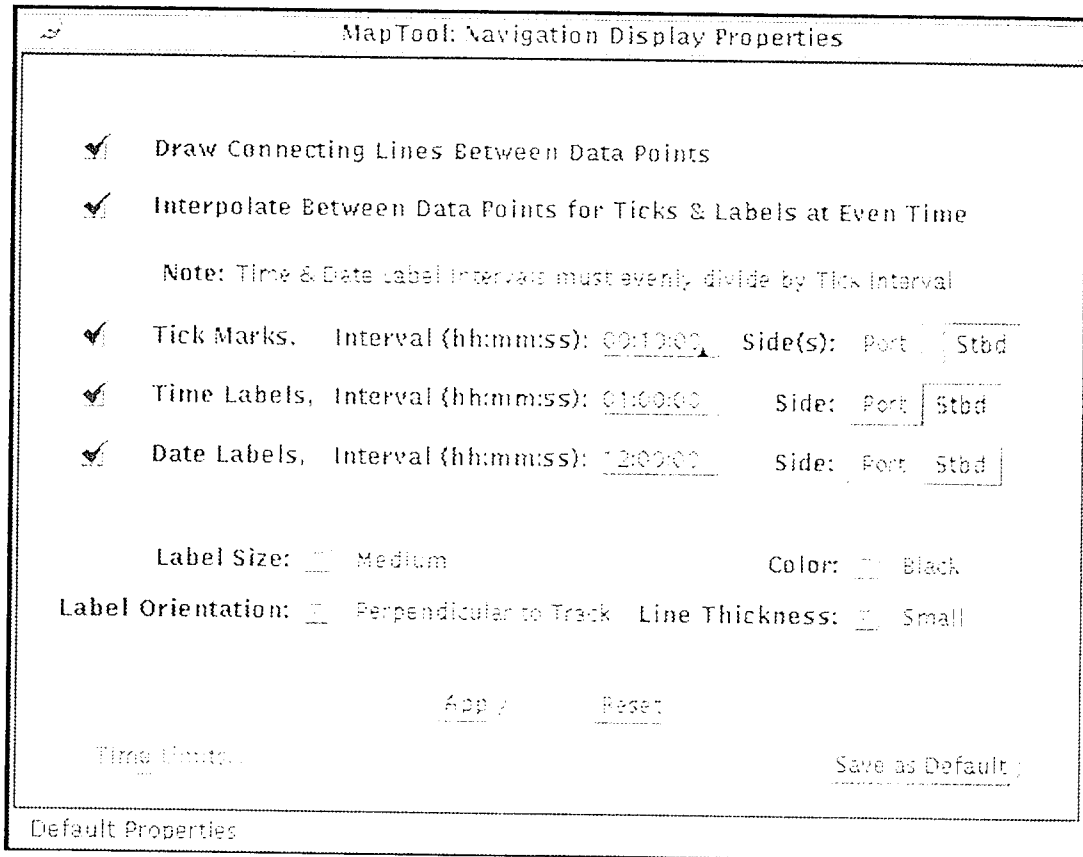 MapTool: Navigation Display Properties
Draw Connecting Lines Between Data Points
Interpolate Between Data Points for Ticks & Labels at Even Time
Note: Time & Date Label Intervals must evenly divide by Tick Interval
Tick Marks, Interval (hh:mm:ss): 00:10:00 Side(s): Port Stbd
Time Labels, Interval (hh:mm:ss): 01:00:00 Side: Port Stbd
Date Labels, Interval (hh:mm:ss): 12:00:00 Side: Port Stbd
Label Size: Medium Color: Black
Label Orientation: Perpendicular to Track Line Thickness: Small
Apply Reset
Time Limits... Save as Default
Default Properties